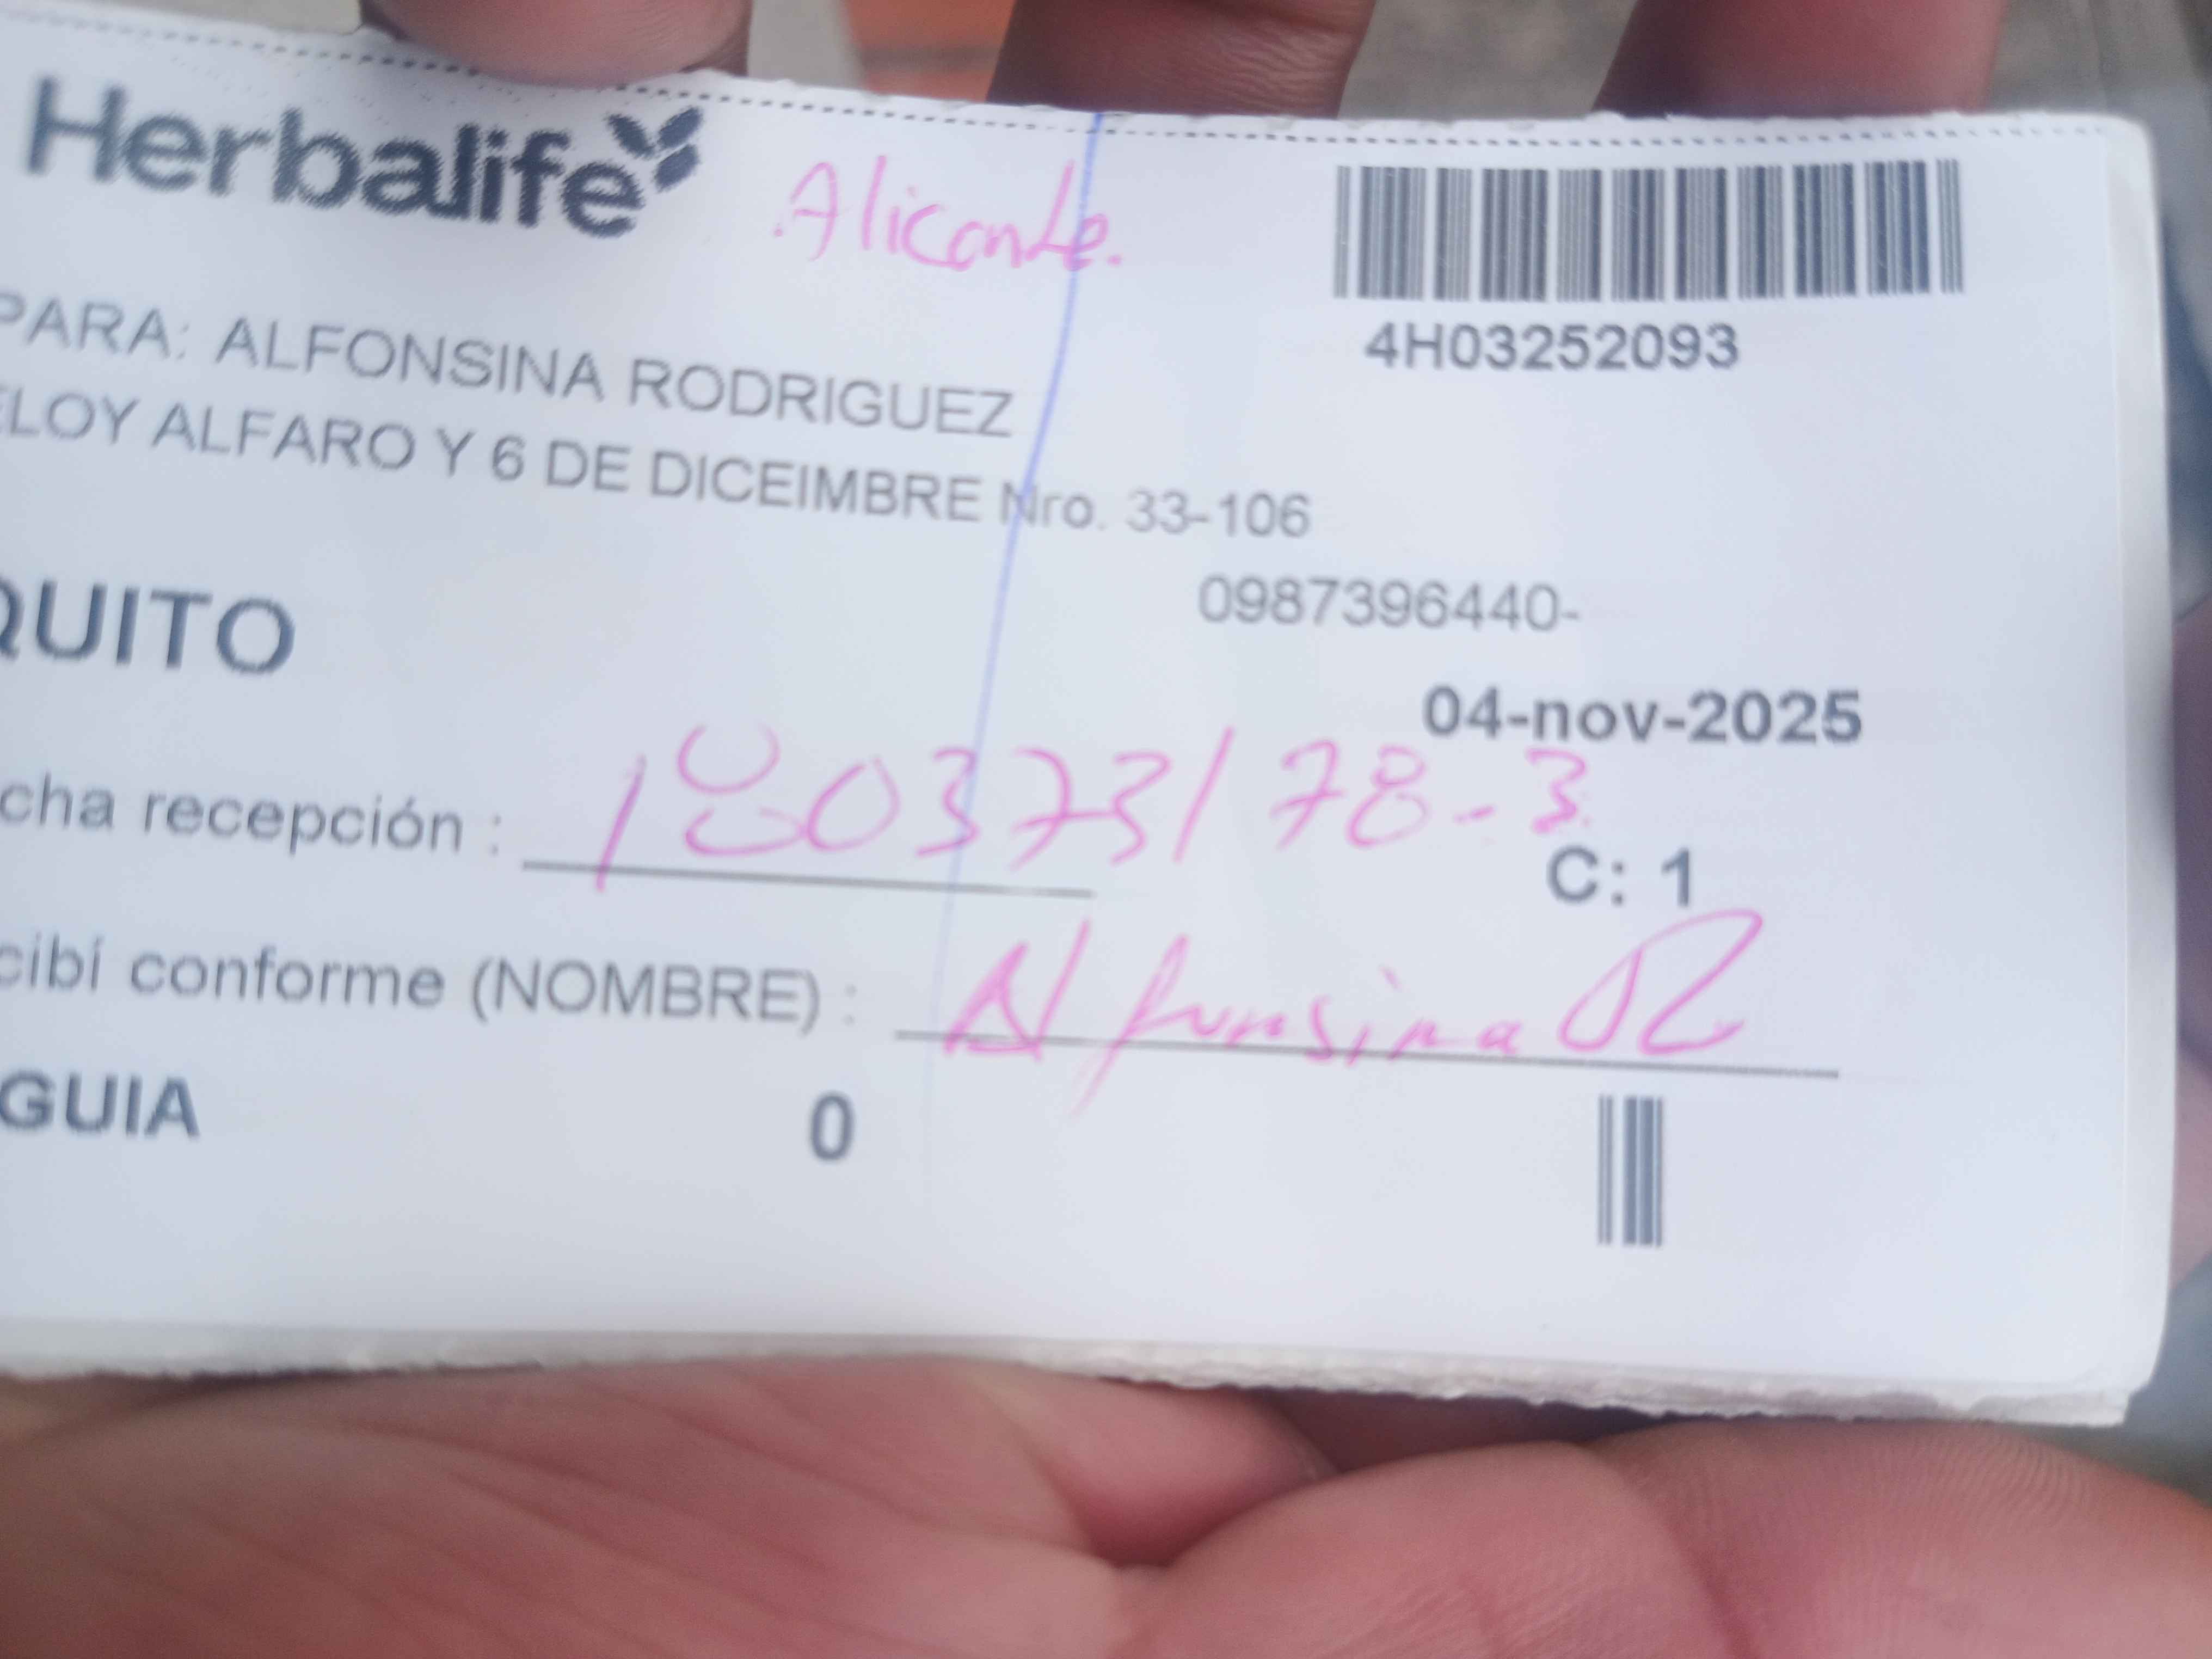 Herbalife
Alicante.
4H03252093
PARA: ALFONSINA RODRIGUEZ
ELOY ALFARO Y 6 DE DICEIMBRE Nro. 33-106
0987396440-
QUITO
04-nov-2025
cha recepción : 180373178-3
C: 1
cibí conforme (NOMBRE) : Alfonsina R
GUIA 0